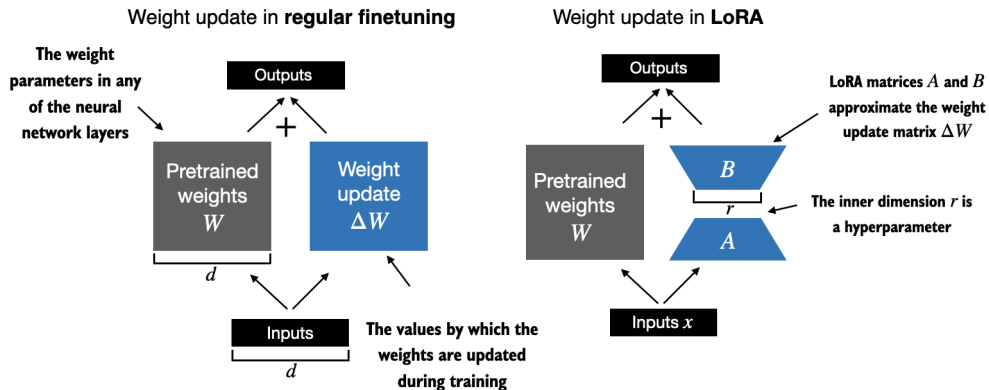 Weight update in regular finetuning
The weight
parameters in any
of the neural
network layers
Outputs
+
Pretrained
weights
W
Weight
update
ΔW
d
Inputs
d
The values by which the
weights are updated
during training
Weight update in LoRA
Outputs
+
LoRA matrices A and B
approximate the weight
update matrix ΔW
Pretrained
weights
W
B
r
A
The inner dimension r is
a hyperparameter
Inputs x